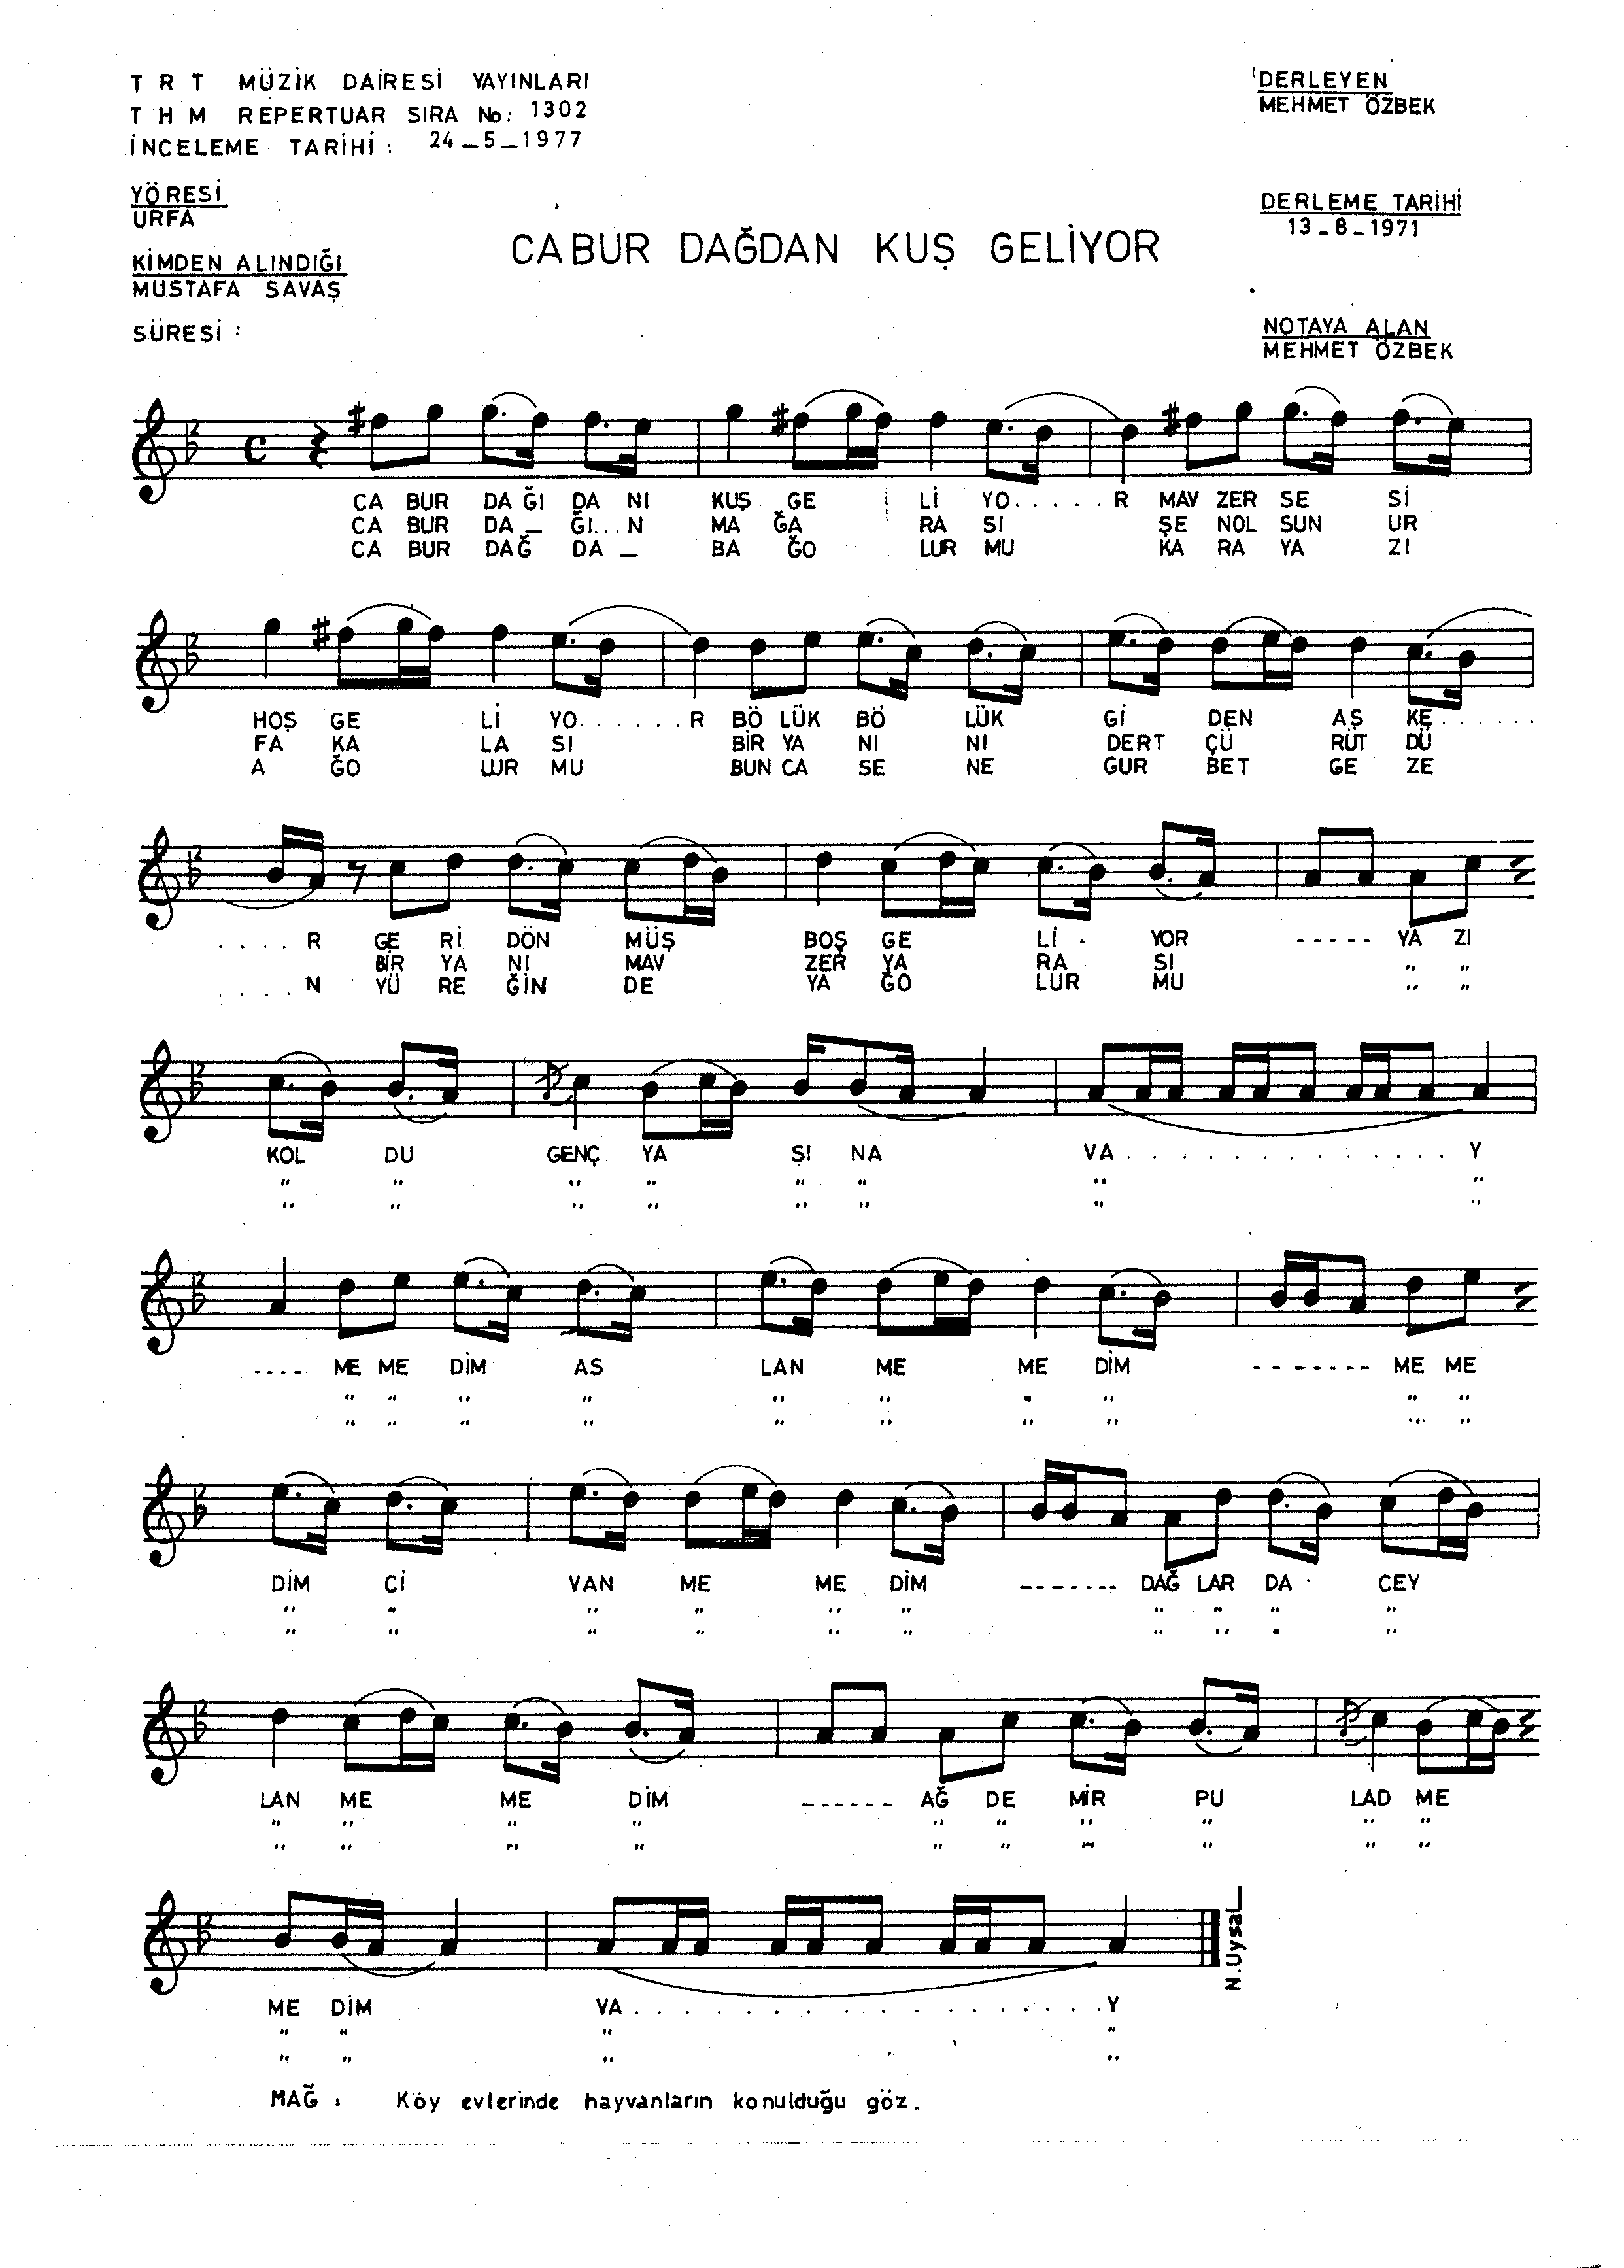 TRT MÜZİK DAİRESİ YAYINLARI
THM REPERTUAR SIRA No: 1302
İNCELEME TARİHİ: 24_5_1977
DERLEYEN
MEHMET ÖZBEK
YÖRESİ
URFA
DERLEME TARİHİ
13_8_1971
CABUR DAĞDAN KUŞ GELİYOR
KİMDEN ALINDIĞI
MUSTAFA SAVAŞ
SÜRESİ :
NOTAYA ALAN
MEHMET ÖZBEK
CA BUR DA ĞI DA NI KUŞ GE Lİ YO.....R MAV ZER SE Sİ
CA BUR DA_ ĞI...N MA ĞA RA SI ŞE NOL SUN UR
CA BUR DAĞ DA _ BA ĞO LUR MU KA RA YA ZI
HOŞ GE Lİ YO......R BÖ LÜK BÖ LÜK Gİ DEN AS KE......
FA KA LA SI BİR YA NI NI DERT ÇÜ RÜT DÜ
A ĞO LUR MU BUN CA SE NE GUR BET GE ZE
....R GE Rİ DÖN MÜŞ BOŞ GE Lİ . YOR ----- YA ZI
BİR YA NI MAV ZER YA RA SI " "
....N YÜ RE ĞİN DE YA ĞO LUR MU " "
KOL DU GENÇ YA ŞI NA VA..............Y
" " " " " " " "
" " " " " " " "
---- ME ME DİM AS LAN ME ME DİM ------- ME ME
" " " " " " " " " "
" " " " " " " " " "
DİM Cİ VAN ME ME DİM ------- DAĞ LAR DA CEY
" " " " " " " " " "
" " " " " " " " " "
LAN ME ME DİM ------ AĞ DE MİR PU LAD ME
" " " " " " " " " "
" " " " " " " " " "
N.Uysal
ME DİM VA.................Y
" " " "
" " " "
MAĞ : Köy evlerinde hayvanların konulduğu göz.